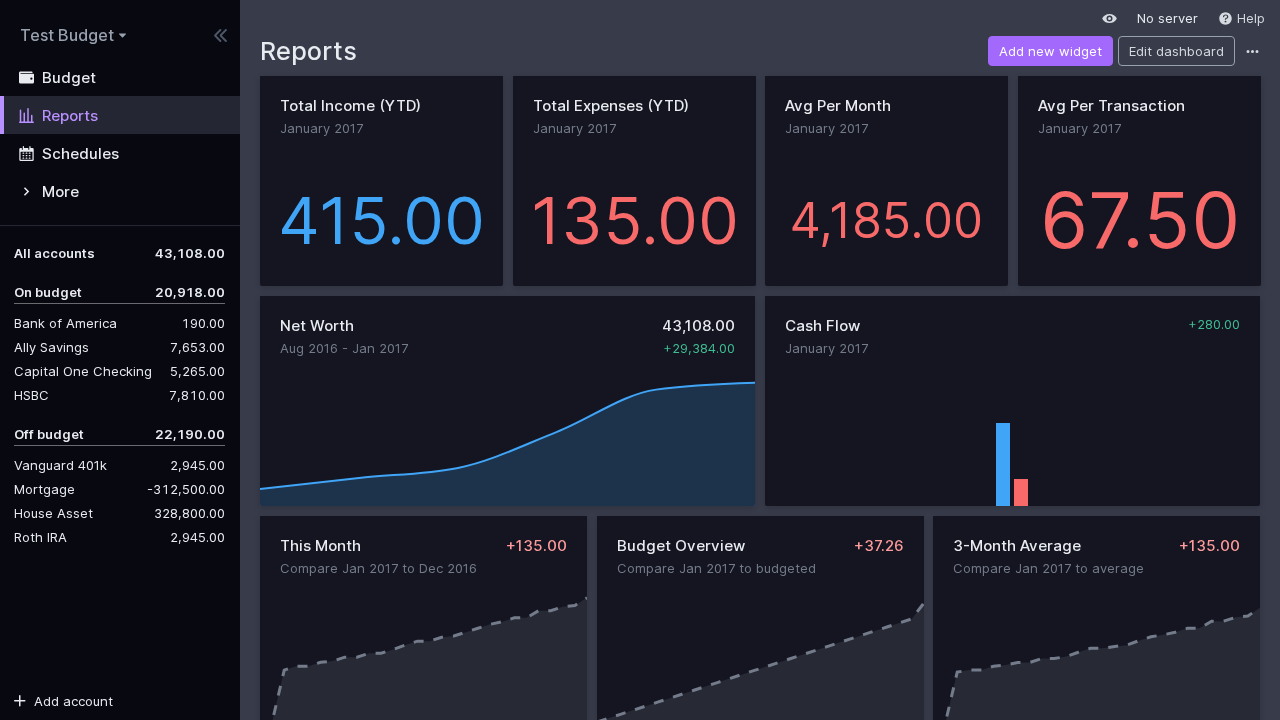 Test Budget
Budget
Reports
Schedules
More
All accounts 43,108.00
On budget 20,918.00
Bank of America 190.00
Ally Savings 7,653.00
Capital One Checking 5,265.00
HSBC 7,810.00
Off budget 22,190.00
Vanguard 401k 2,945.00
Mortgage -312,500.00
House Asset 328,800.00
Roth IRA 2,945.00
Add account
No server
Help
Reports
Add new widget
Edit dashboard
Total Income (YTD)
January 2017
415.00
Total Expenses (YTD)
January 2017
135.00
Avg Per Month
January 2017
4,185.00
Avg Per Transaction
January 2017
67.50
Net Worth 43,108.00
Aug 2016 - Jan 2017 +29,384.00
Cash Flow +280.00
January 2017
This Month +135.00
Compare Jan 2017 to Dec 2016
Budget Overview +37.26
Compare Jan 2017 to budgeted
3-Month Average +135.00
Compare Jan 2017 to average